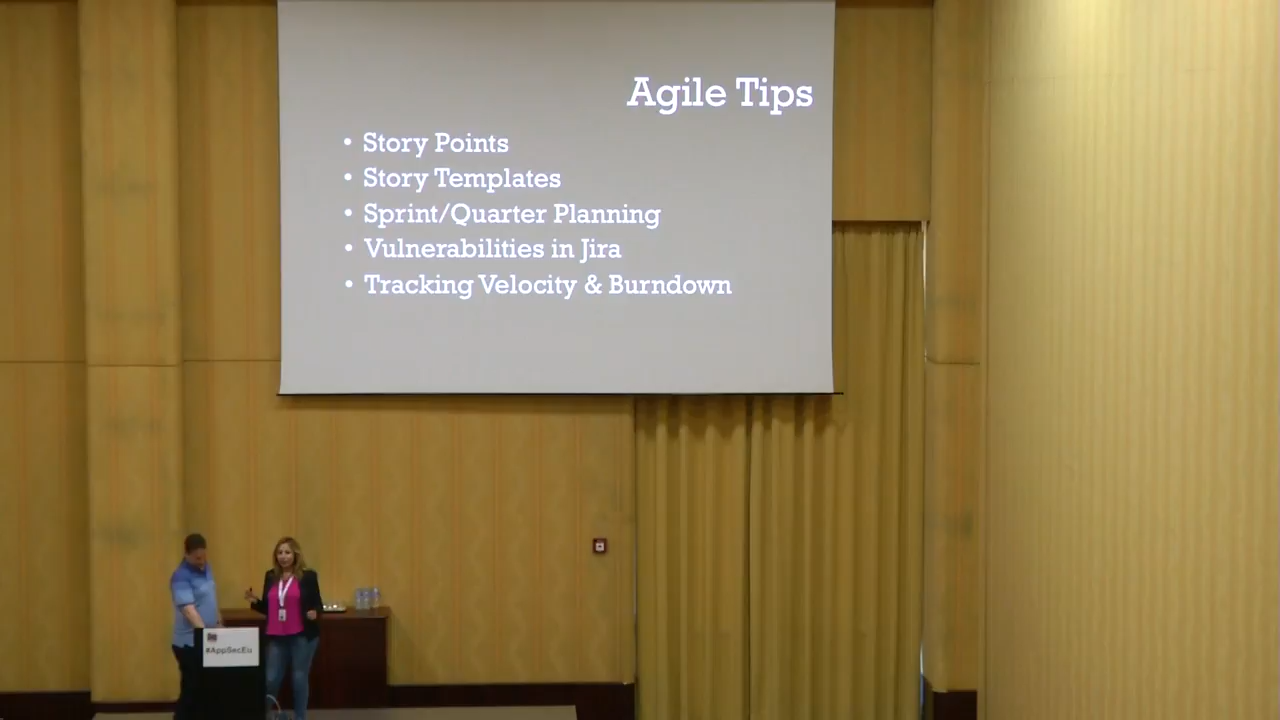 Agile Tips
• Story Points
• Story Templates
• Sprint/Quarter Planning
• Vulnerabilities in Jira
• Tracking Velocity & Burndown
#AppSecEu